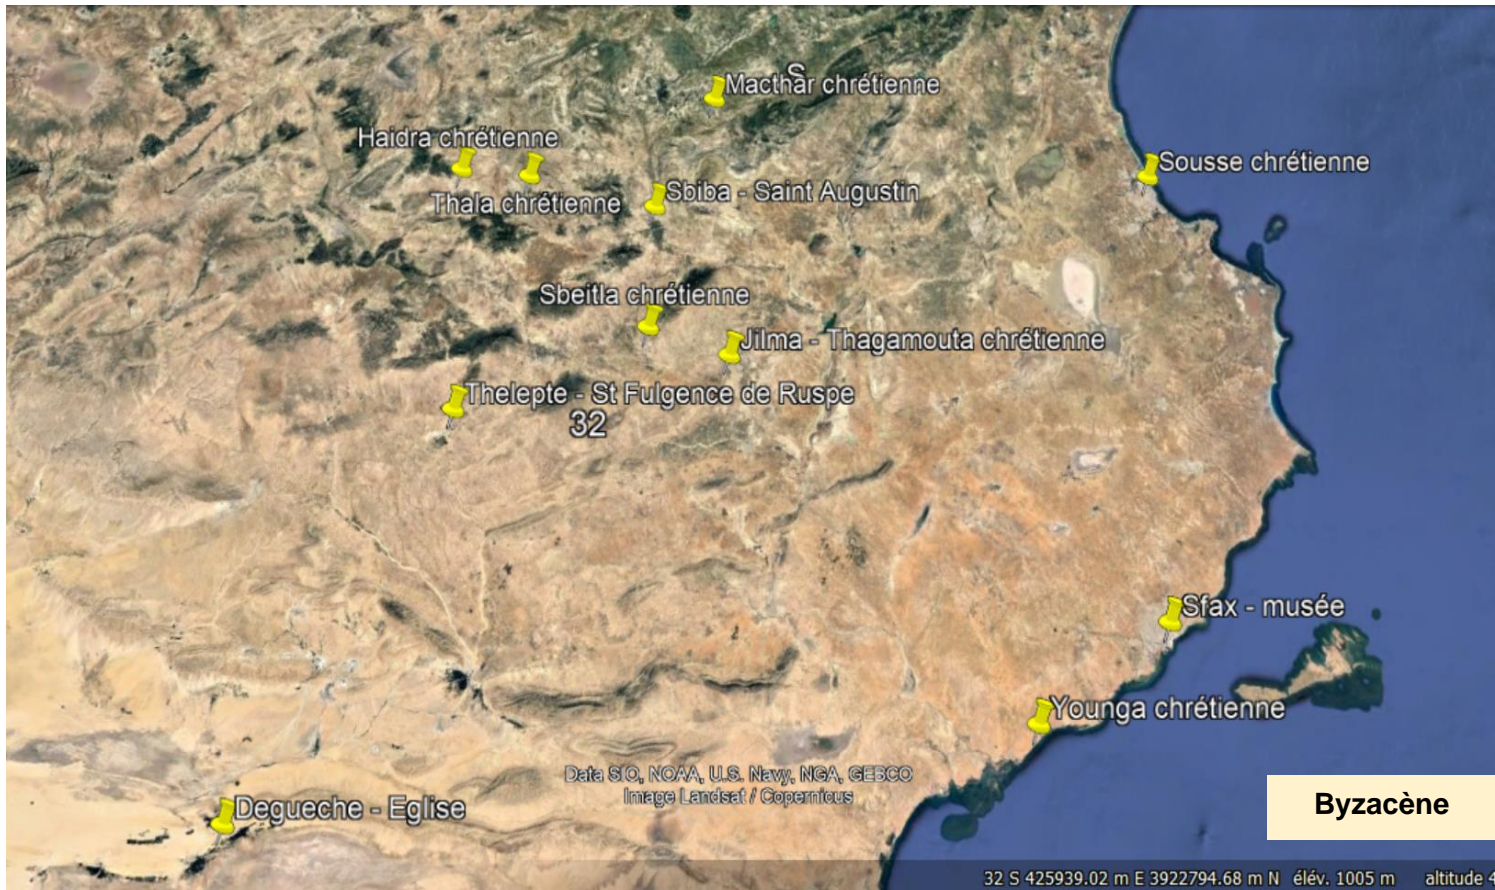 S
Macthar chrétienne
Haidra chrétienne
Sousse chrétienne
Thala chrétienne
Sbiba - Saint Augustin
Sbeitla chrétienne
Jilma - Thagamouta chrétienne
Thelepte - St Fulgence de Ruspe
32
Sfax - musée
Younga chrétienne
Data SIO, NOAA, U.S. Navy, NGA, GEBCO
Image Landsat / Copernicus
Degueche - Eglise
Byzacène
32 S 425939.02 m E 3922794.68 m N élév. 1005 m altitude 4